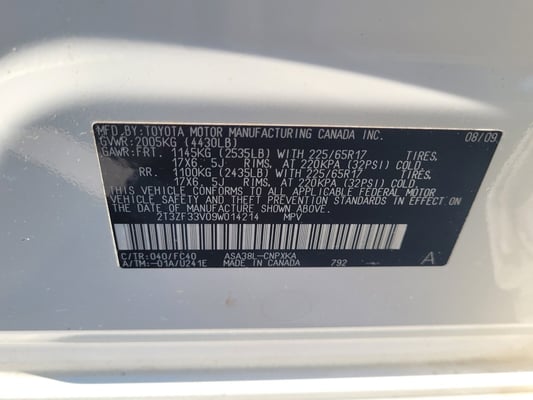 MFD.BY:TOYOTA MOTOR MANUFACTURING CANADA INC. 08/09
GVWR:2005KG (4430LB)
GAWR:FRT. 1145KG (2535LB) WITH 225/65R17 TIRES,
17X6.5J RIMS, AT 220KPA (32PSI) COLD
RR. 1100KG (2435LB) WITH 225/65R17 TIRES,
17X6.5J RIMS, AT 220KPA (32PSI) COLD
THIS VEHICLE CONFORMS TO ALL APPLICABLE FEDERAL MOTOR
VEHICLE SAFETY AND THEFT PREVENTION STANDARDS IN EFFECT ON
THE DATE OF MANUFACTURE SHOWN ABOVE.
2T3ZF33V09W014214 MPV
C/TR:040/FC40 ASA38L-CNPXKA
A/TM:-01A/U241E MADE IN CANADA 792 A